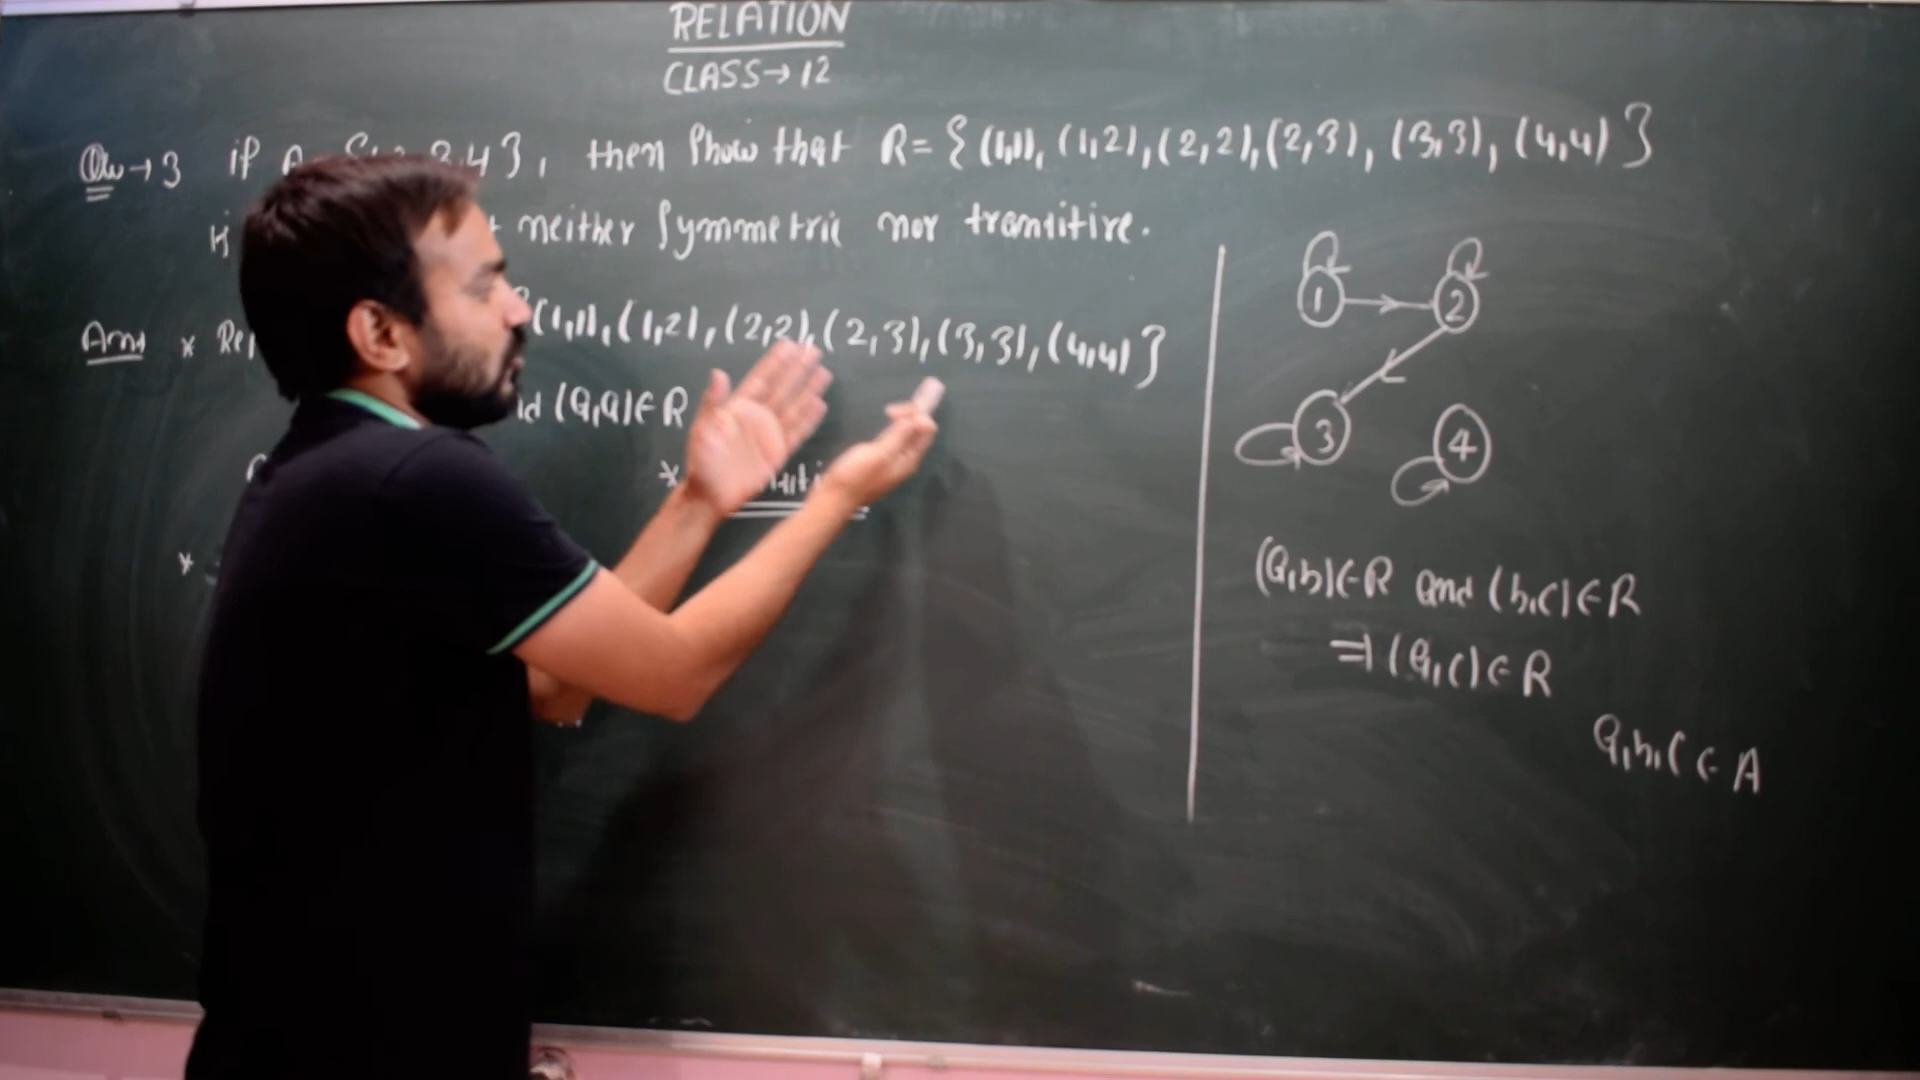 RELATION
CLASS→12
Qu→3 if A 3,4}, then Show that R={(1,1), (1,2), (2,2), (2,3), (3,3), (4,4)}
neither Symmetric nor transitive.
Ans * (1,1), (1,2), (2,2), (2,3), (3,3), (4,4)}
(a,a)∈R
*
*
1 2
3 4
(a,b)∈R and (b,c)∈R
⇒(a,c)∈R
a,b,c ∈ A